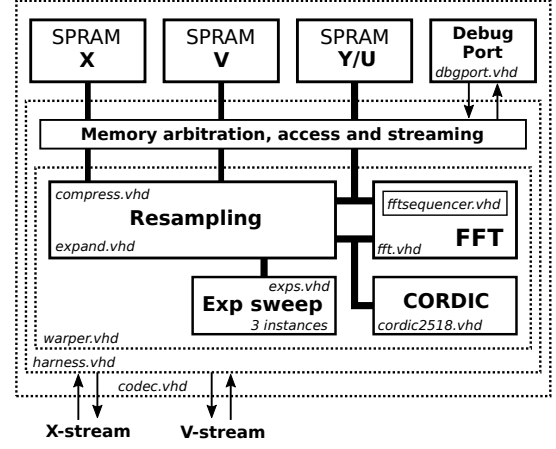 SPRAM
X
SPRAM
V
SPRAM
Y/U
Debug
Port
dbgport.vhd
Memory arbitration, access and streaming
compress.vhd
Resampling
expand.vhd
fftsequencer.vhd
FFT
fft.vhd
exps.vhd
Exp sweep
3 instances
CORDIC
cordic2518.vhd
warper.vhd
harness.vhd
codec.vhd
X-stream
V-stream